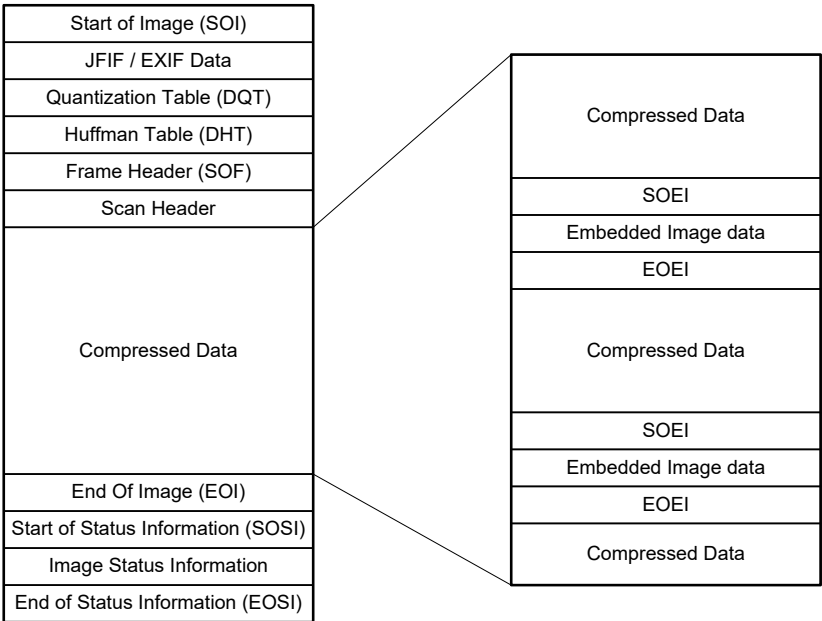 Start of Image (SOI)
JFIF / EXIF Data
Quantization Table (DQT)
Huffman Table (DHT)
Frame Header (SOF)
Scan Header
Compressed Data
End Of Image (EOI)
Start of Status Information (SOSI)
Image Status Information
End of Status Information (EOSI)
Compressed Data
SOEI
Embedded Image data
EOEI
Compressed Data
SOEI
Embedded Image data
EOEI
Compressed Data